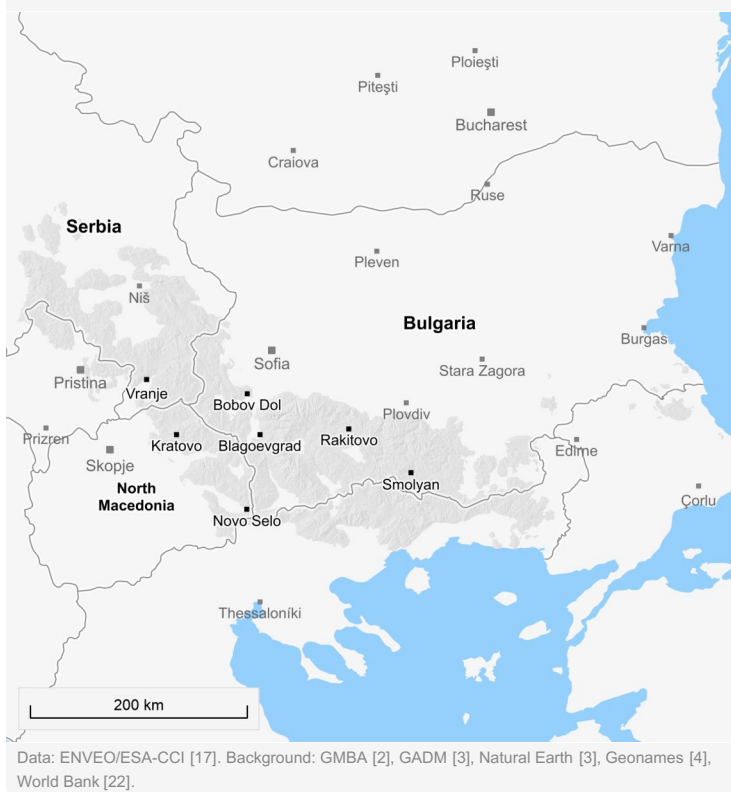 Ploiești
Pitești
Bucharest
Craiova
Ruse
Serbia
Varna
Pleven
Niš
Bulgaria
Burgas
Sofia
Stara Zagora
Pristina
Vranje
Bobov Dol
Plovdiv
Prizren
Kratovo
Blagoevgrad
Rakitovo
Edirne
Skopje
Smolyan
North
Macedonia
Çorlu
Novo Selo
Thessaloníki
200 km
Data: ENVEO/ESA-CCI [17]. Background: GMBA [2], GADM [3], Natural Earth [3], Geonames [4],
World Bank [22].